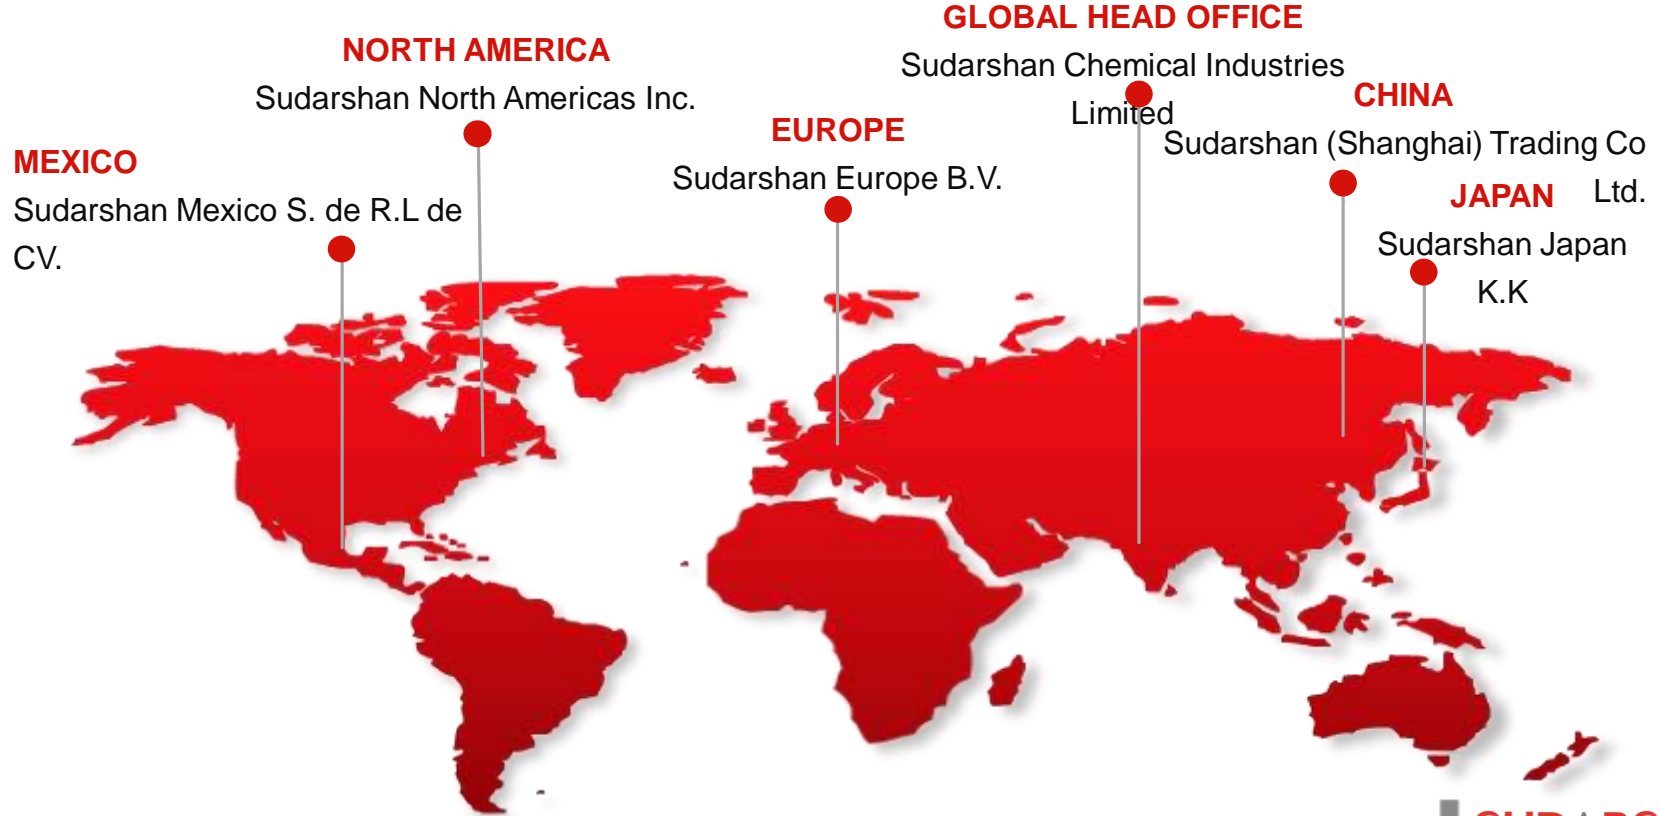 GLOBAL HEAD OFFICE
Sudarshan Chemical Industries
Limited
NORTH AMERICA
Sudarshan North Americas Inc.
CHINA
Sudarshan (Shanghai) Trading Co
Ltd.
EUROPE
Sudarshan Europe B.V.
MEXICO
Sudarshan Mexico S. de R.L de
CV.
JAPAN
Sudarshan Japan
K.K